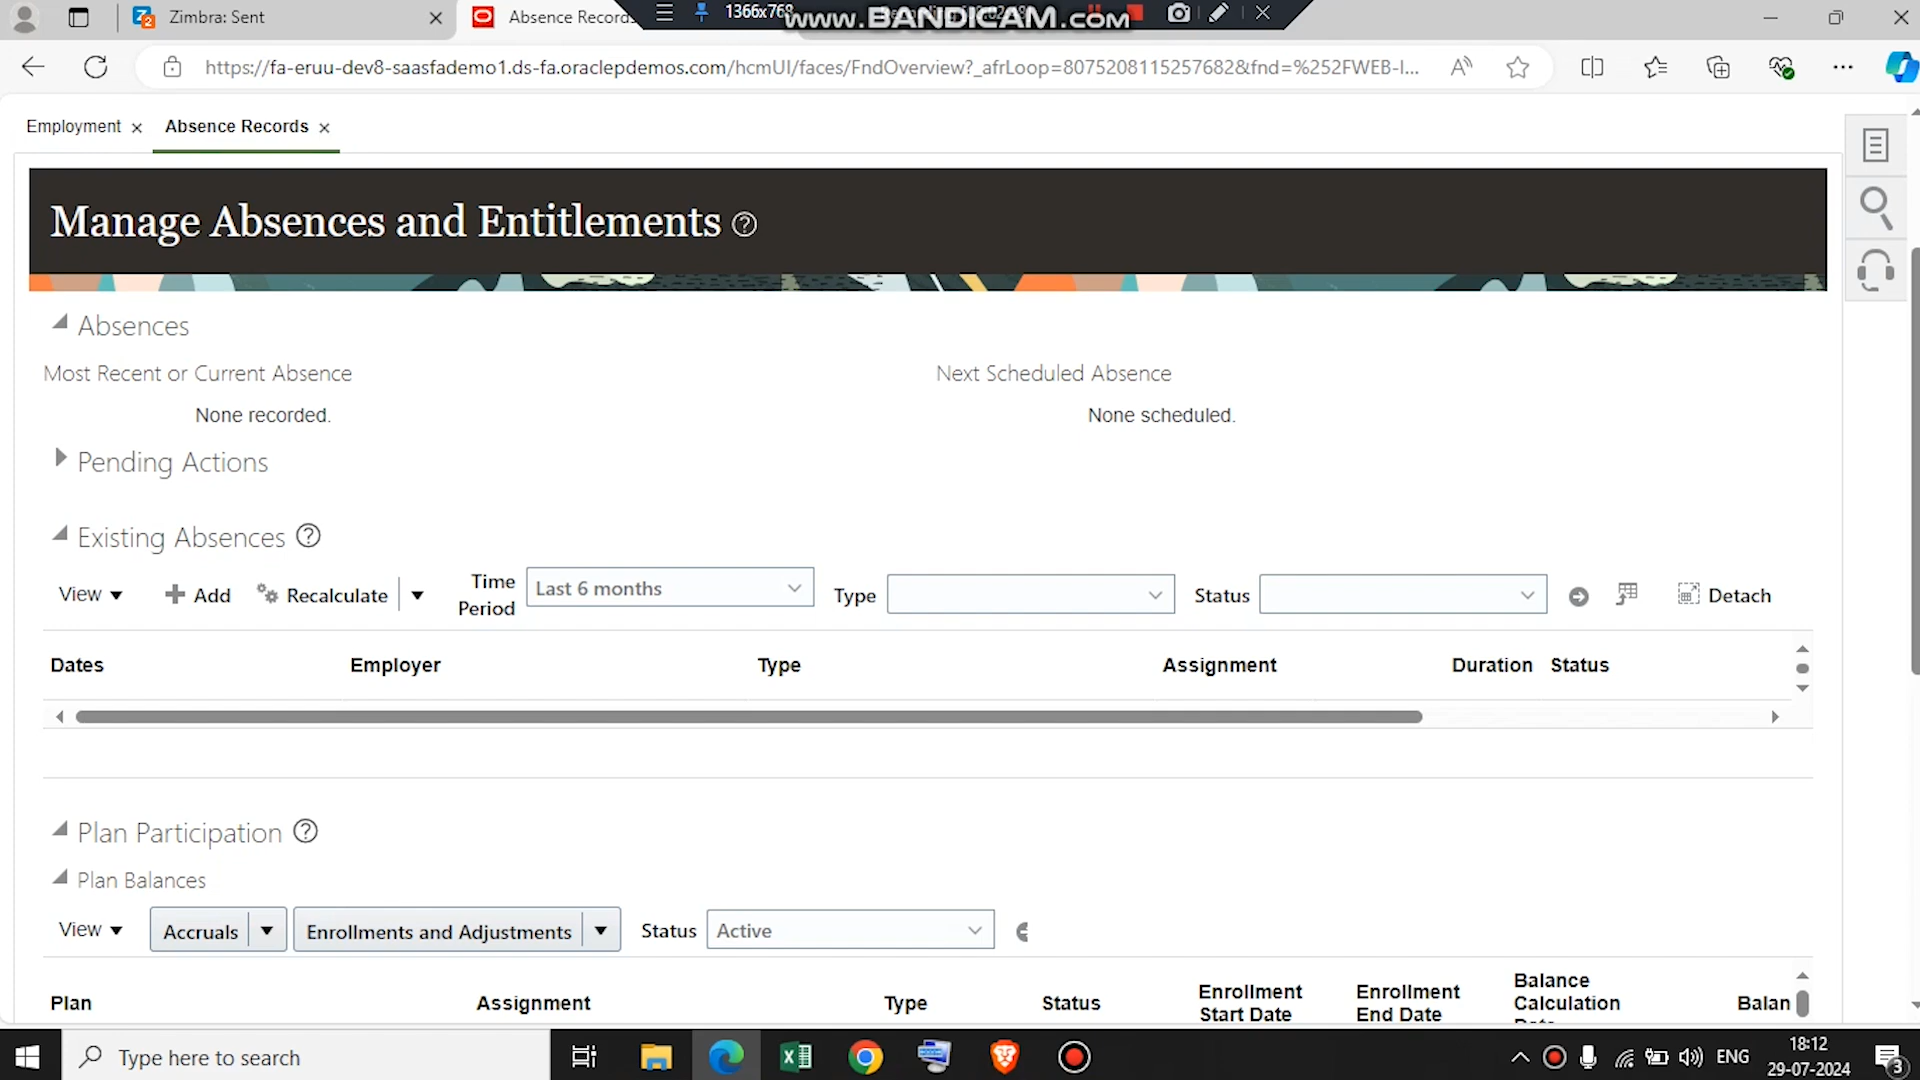 Zimbra: Sent
Absence Records
1366x768
www.BANDICAM.com
https://fa-eruu-dev8-saasfademo1.ds-fa.oraclepdemos.com/hcmUI/faces/FndOverview?_afrLoop=8075208115257682&fnd=%252FWEB-I...
Employment
Absence Records
Manage Absences and Entitlements
Absences
Most Recent or Current Absence
Next Scheduled Absence
None recorded.
None scheduled.
Pending Actions
Existing Absences
View
Add
Recalculate
Time Period
Last 6 months
Type
Status
Detach
Dates
Employer
Type
Assignment
Duration
Status
Plan Participation
Plan Balances
View
Accruals
Enrollments and Adjustments
Status
Active
Plan
Assignment
Type
Status
Enrollment Start Date
Enrollment End Date
Balance Calculation
Balan
Type here to search
ENG
18:12
29-07-2024
3